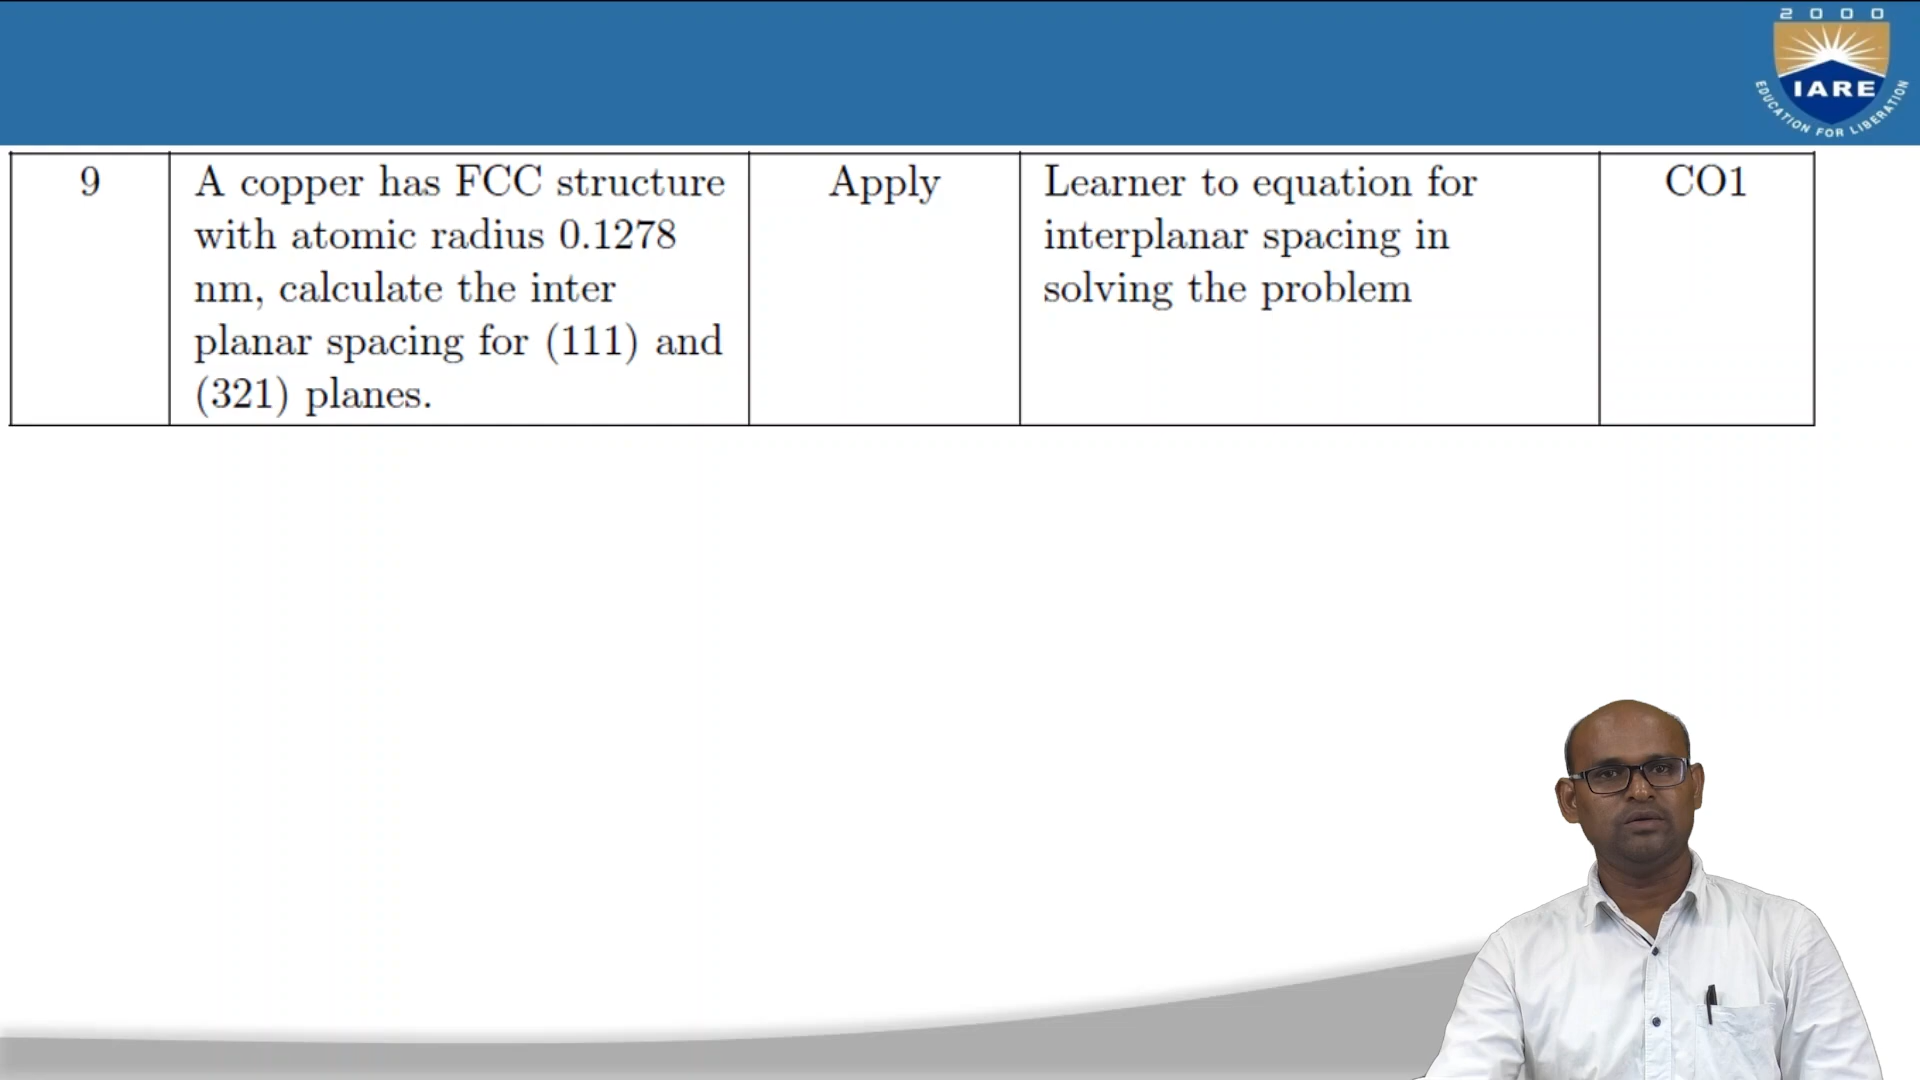 2000
IARE
EDUCATION FOR LIBERATION
9
A copper has FCC structure
with atomic radius 0.1278
nm, calculate the inter
planar spacing for (111) and
(321) planes.
Apply
Learner to equation for
interplanar spacing in
solving the problem
CO1